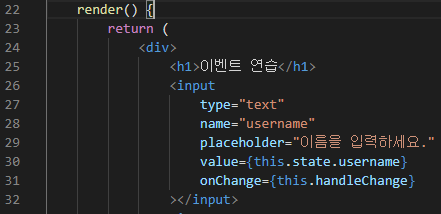 22 render() {
23 return (
24 <div>
25 <h1>이벤트 연습</h1>
26 <input
27 type="text"
28 name="username"
29 placeholder="이름을 입력하세요."
30 value={this.state.username}
31 onChange={this.handleChange}
32 ></input>